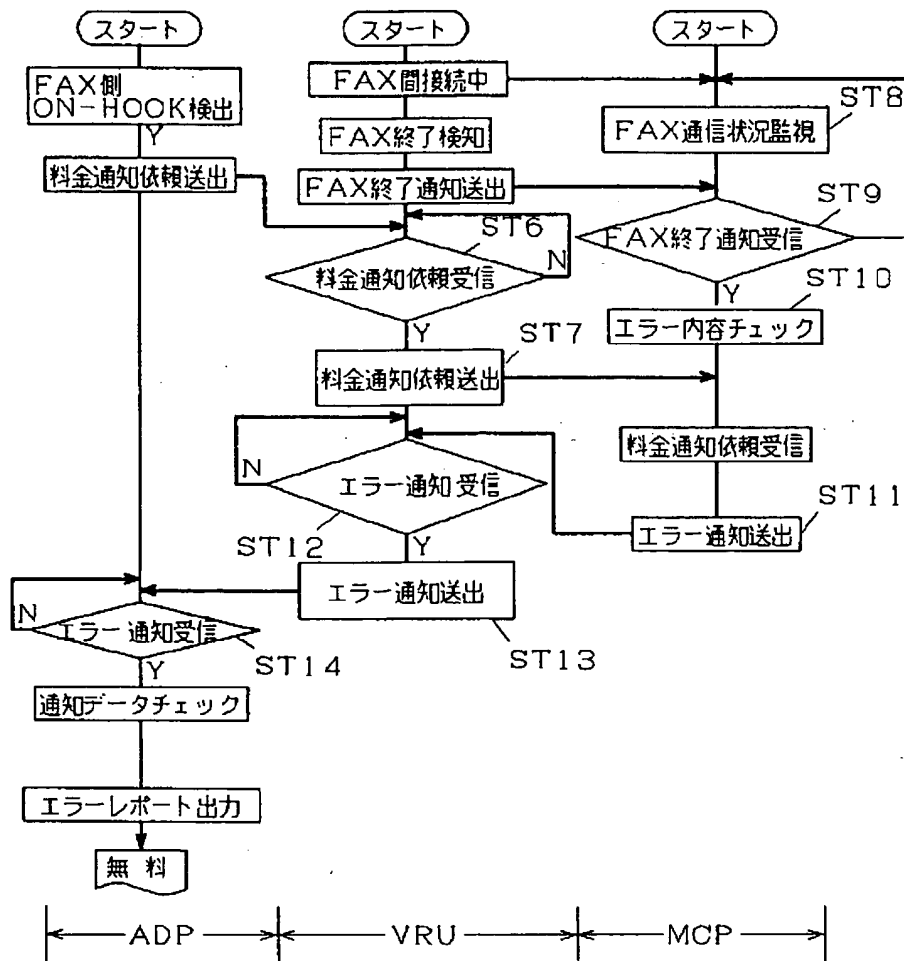 スタート
FAX側
ON-HOOK検出
Y
料金通知依頼送出
N
エラー通知受信
ST14
Y
通知データチェック
エラーレポート出力
無料
ADP
スタート
FAX間接続中
FAX終了検知
FAX終了通知送出
ST6
N
料金通知依頼受信
Y
ST7
料金通知依頼送出
N
エラー通知受信
ST12
Y
エラー通知送出
ST13
VRU
スタート
ST8
FAX通信状況監視
ST9
FAX終了通知受信
N
Y
ST10
エラー内容チェック
料金通知依頼受信
ST11
エラー通知送出
MCP